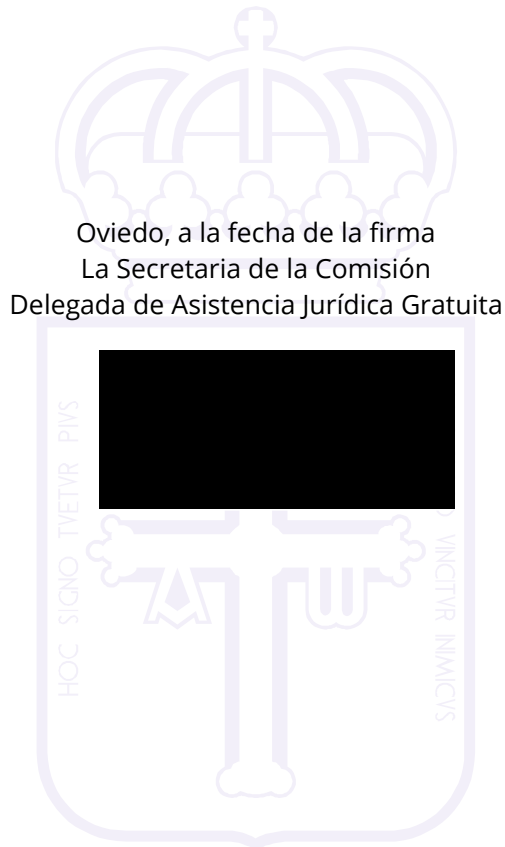 Oviedo, a la fecha de la firma
La Secretaria de la Comisión
Delegada de Asistencia Jurídica Gratuita
HOC SIGNO TVETVR PIVS
VINCITVR INIMICVS